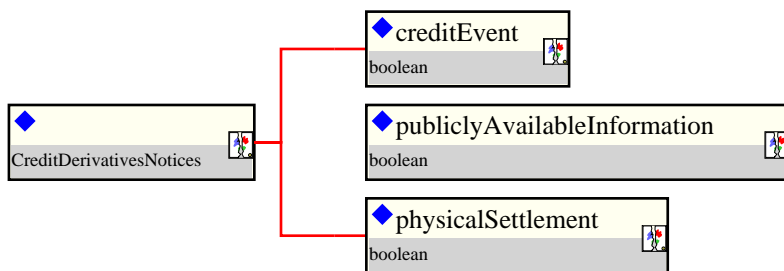 creditEvent
boolean
CreditDerivativesNotices
publiclyAvailableInformation
boolean
physicalSettlement
boolean